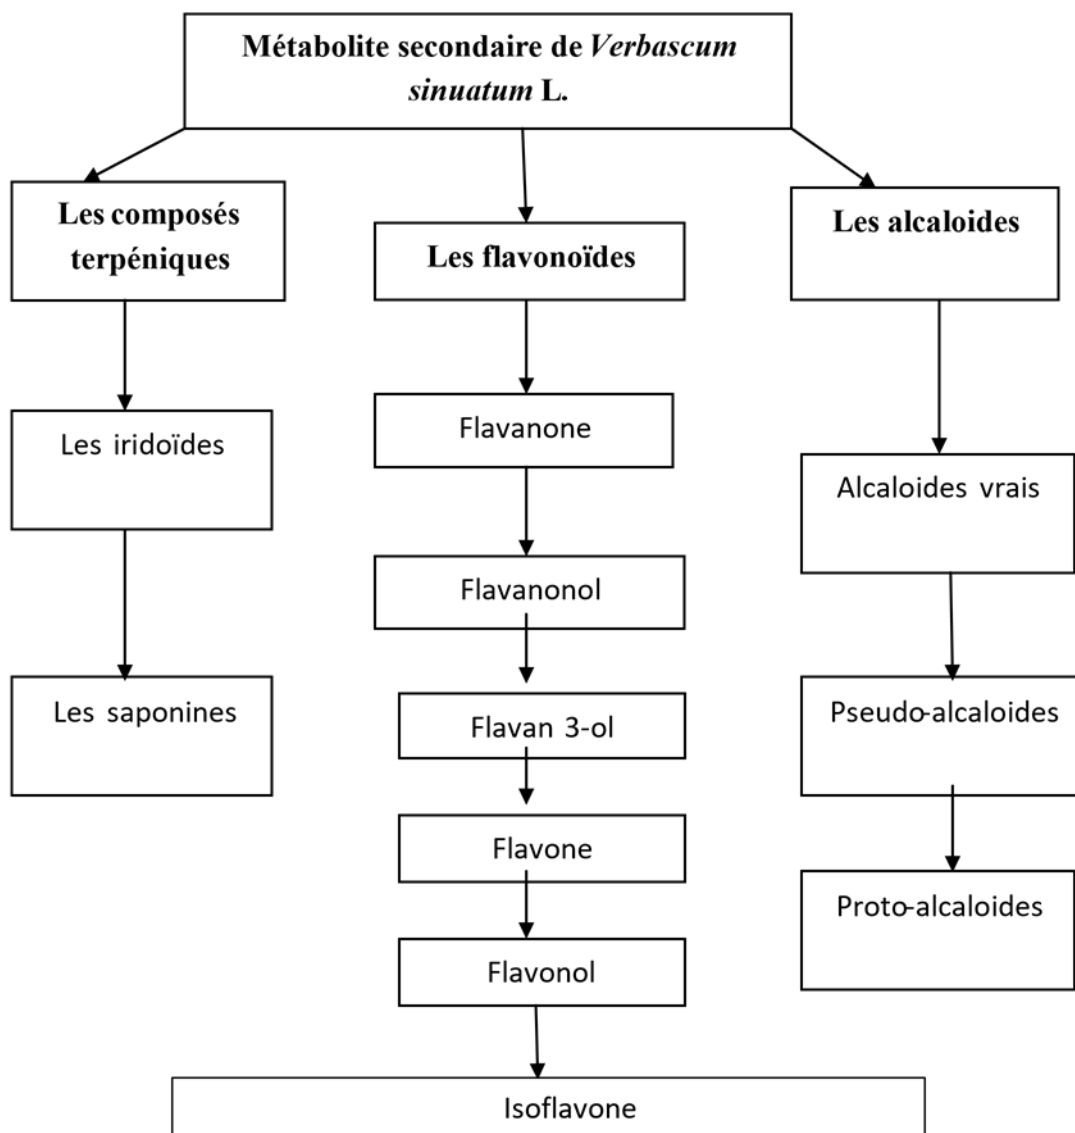 Métabolite secondaire de Verbascum
sinuatum L.
Les composés
terpéniques
Les flavonoïdes
Les alcaloides
Les iridoïdes
Les saponines
Flavanone
Flavanonol
Flavan 3-ol
Flavone
Flavonol
Isoflavone
Alcaloides vrais
Pseudo-alcaloides
Proto-alcaloides